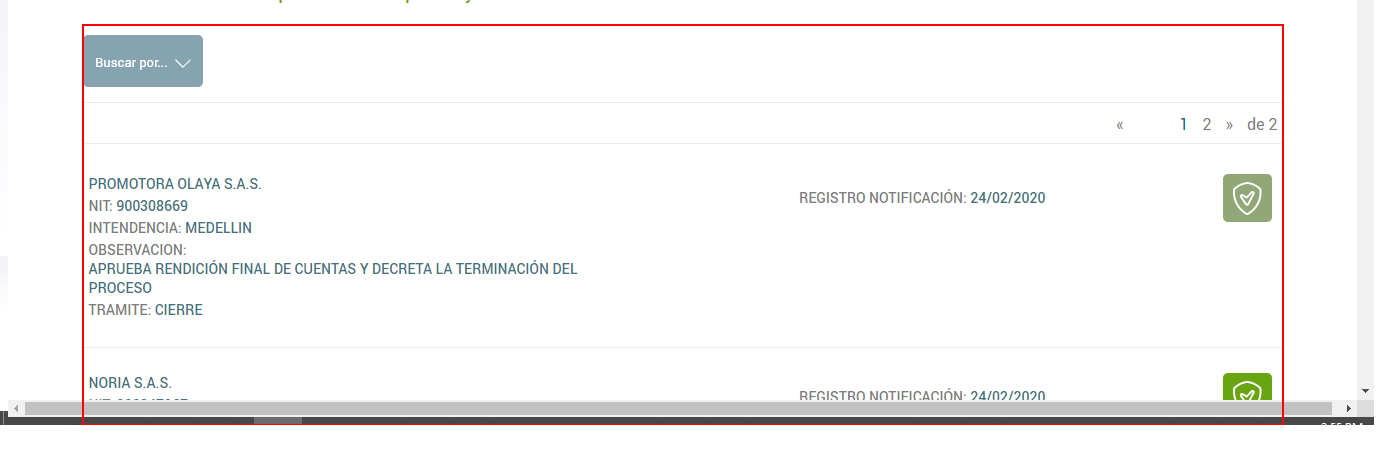 Buscar por...
« 1 2 » de 2
PROMOTORA OLAYA S.A.S.
NIT: 900308669
REGISTRO NOTIFICACIÓN: 24/02/2020
INTENDENCIA: MEDELLIN
OBSERVACION:
APRUEBA RENDICIÓN FINAL DE CUENTAS Y DECRETA LA TERMINACIÓN DEL
PROCESO
TRAMITE: CIERRE
NORIA S.A.S.
REGISTRO NOTIFICACIÓN: 24/02/2020